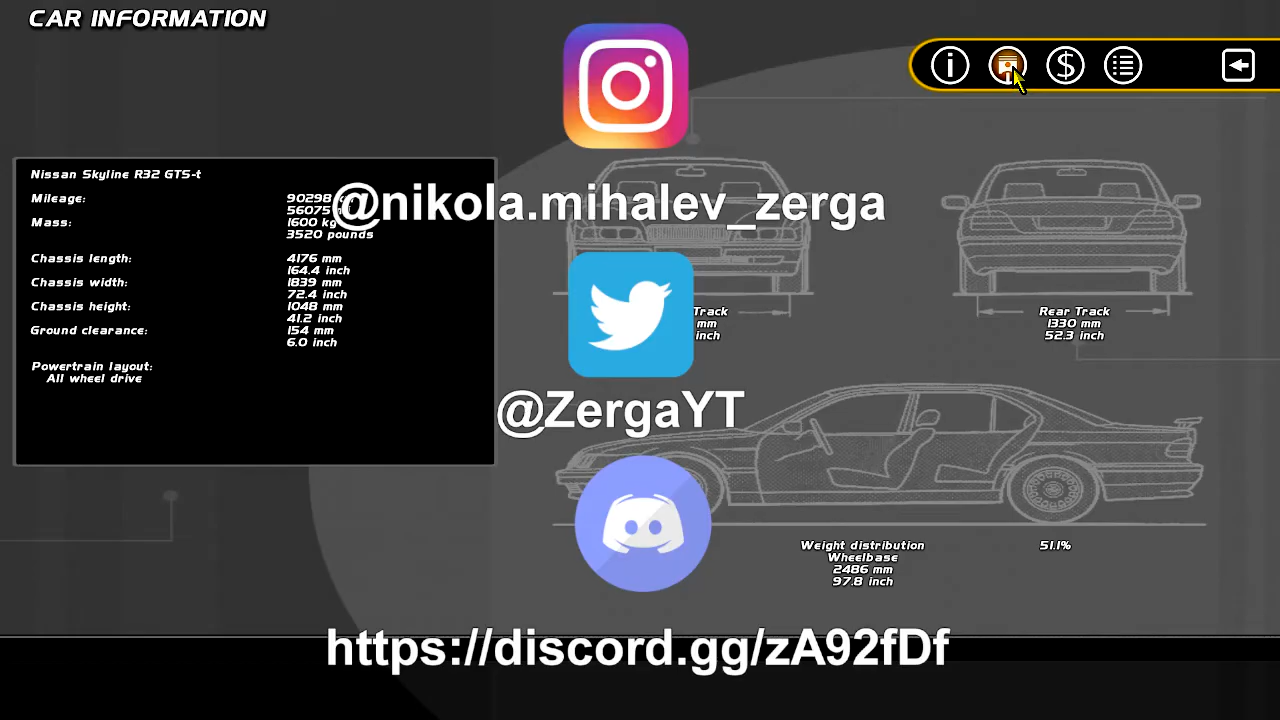 CAR INFORMATION
Nissan Skyline R32 GTS-t
Mileage: 90298
56075
Mass: 1600 kg
3520 pounds
Chassis length: 4176 mm
164.4 inch
Chassis width: 1839 mm
72.4 inch
Chassis height: 1048 mm
41.2 inch
Ground clearance: 154 mm
6.0 inch
Powertrain layout:
All wheel drive
@nikola.mihalev_zerga
Track
mm
inch
Rear Track
1330 mm
52.3 inch
@ZergaYT
Weight distribution 51.1%
Wheelbase
2486 mm
97.8 inch
https://discord.gg/zA92fDf